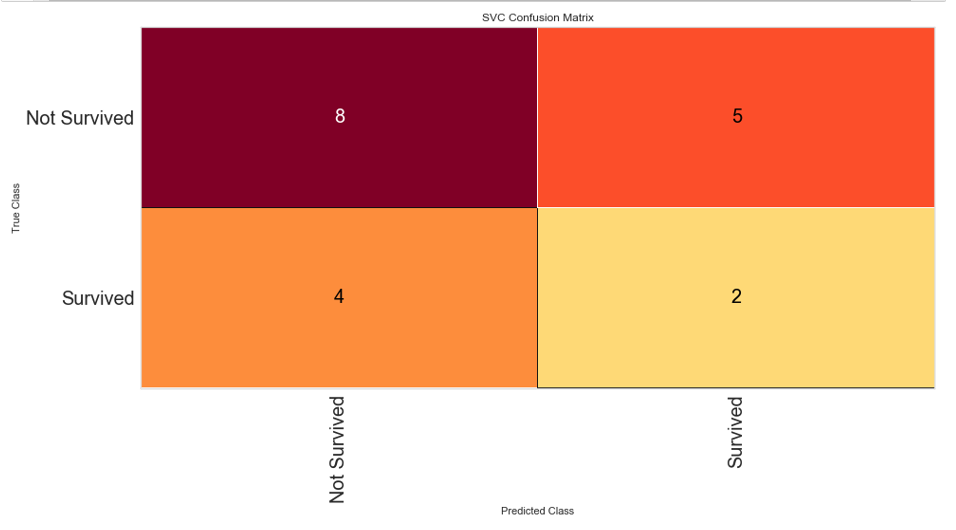 SVC Confusion Matrix
Not Survived
8
5
True Class
Survived
4
2
Not Survived
Survived
Predicted Class